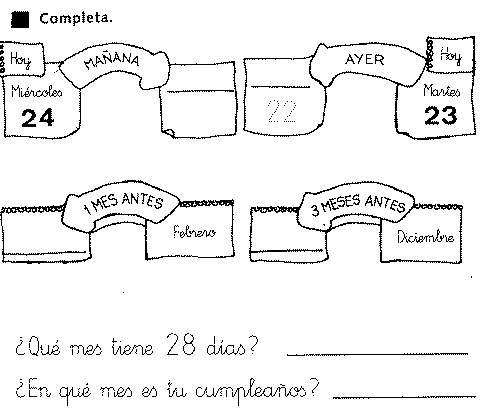 Completa.
Hoy MAÑANA
Miércoles
24
AYER Hoy
22 Martes
23
1 MES ANTES
Febrero
3 MESES ANTES
Diciembre
¿Qué mes tiene 28 días?
¿En qué mes es tu cumpleaños?